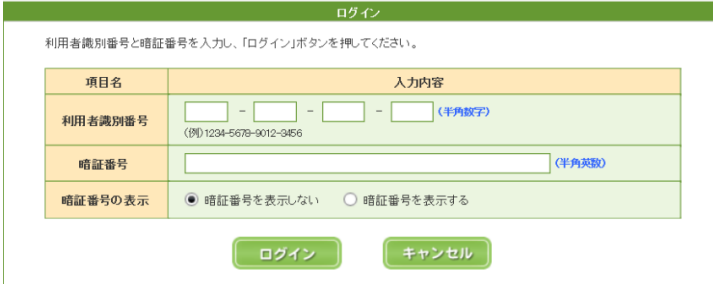 ログイン
利用者識別番号と暗証番号を入力し、「ログイン」ボタンを押してください。
項目名 入力内容
利用者識別番号 - - - (半角数字)
(例)1234-5678-9012-3456
暗証番号 (半角英数)
暗証番号の表示 暗証番号を表示しない 暗証番号を表示する
ログイン キャンセル